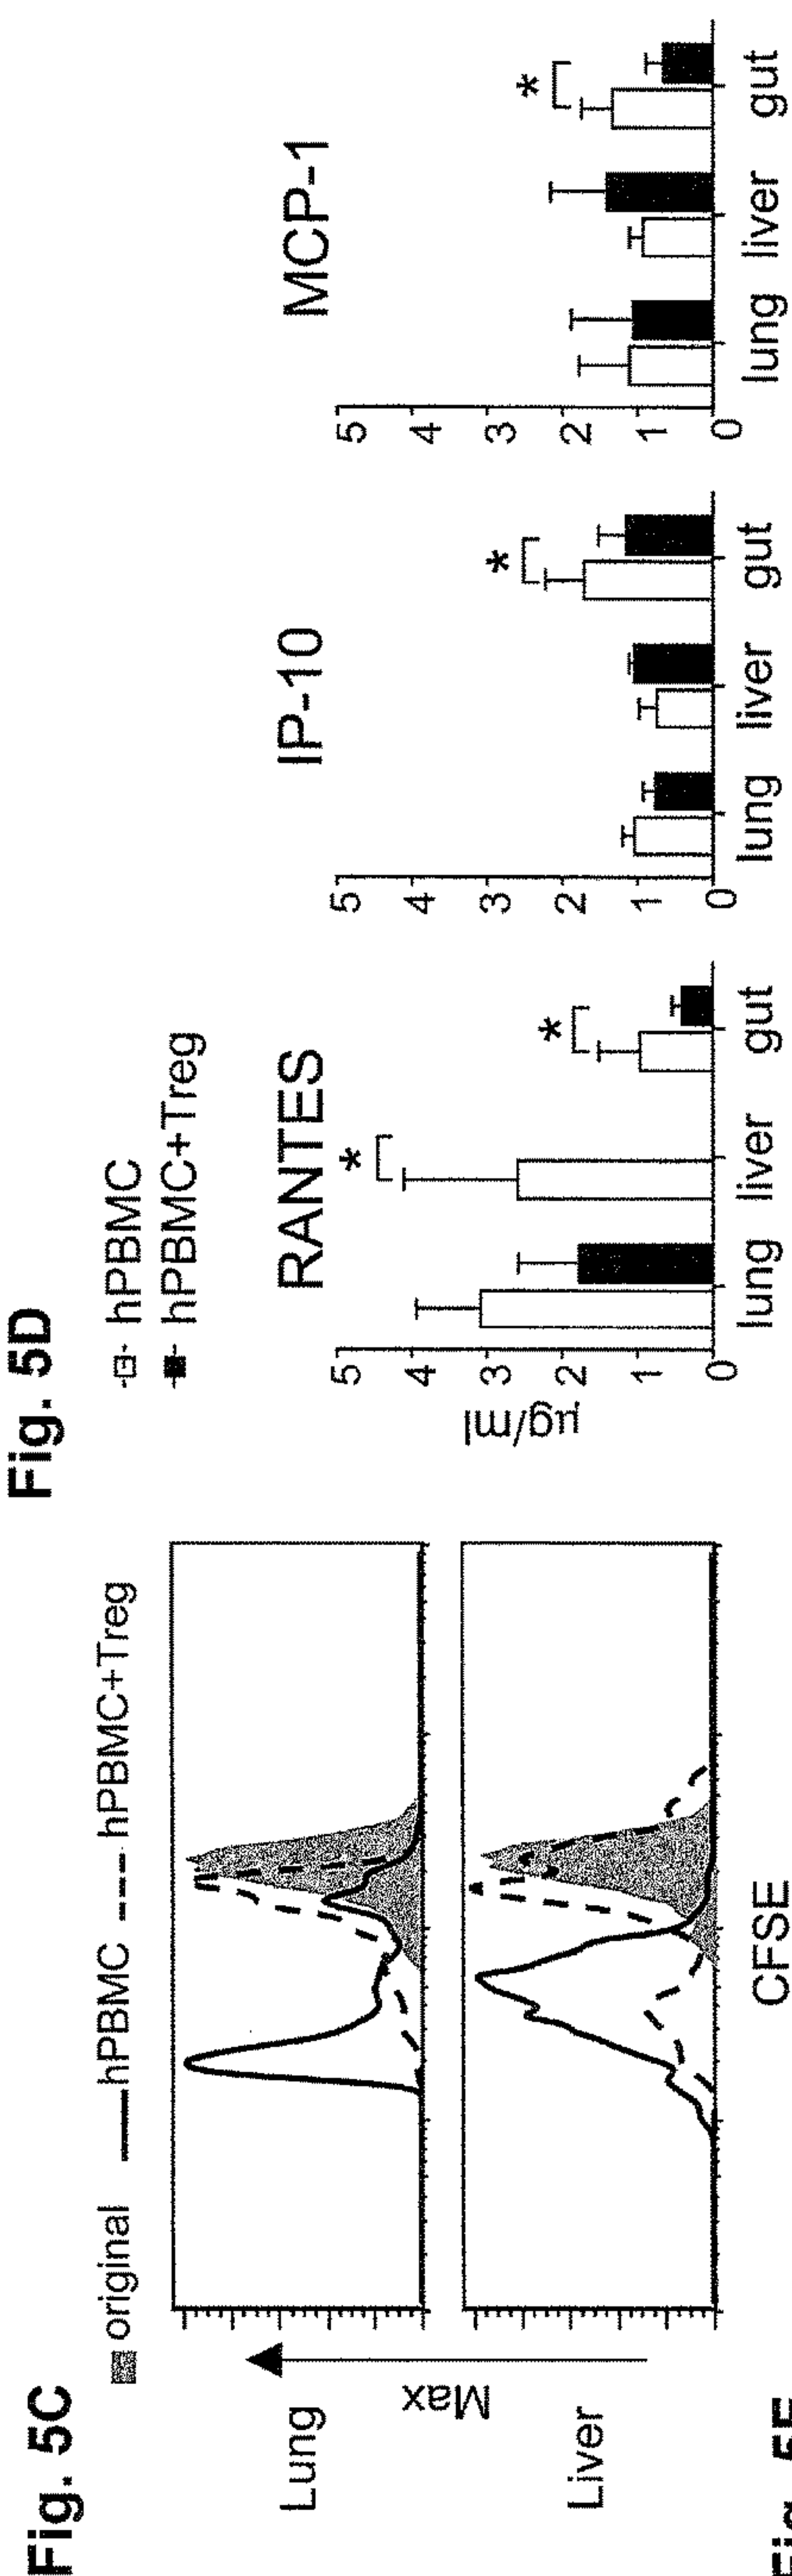 Fig. 5C
original hPBMC hPBMC+Treg
Lung
Max
Liver
CFSE
Fig. 5D
hPBMC
hPBMC+Treg
RANTES
µg/ml
5
4
3
2
1
0
lung liver gut
*
*
IP-10
5
4
3
2
1
0
lung liver gut
*
MCP-1
5
4
3
2
1
0
lung liver gut
*